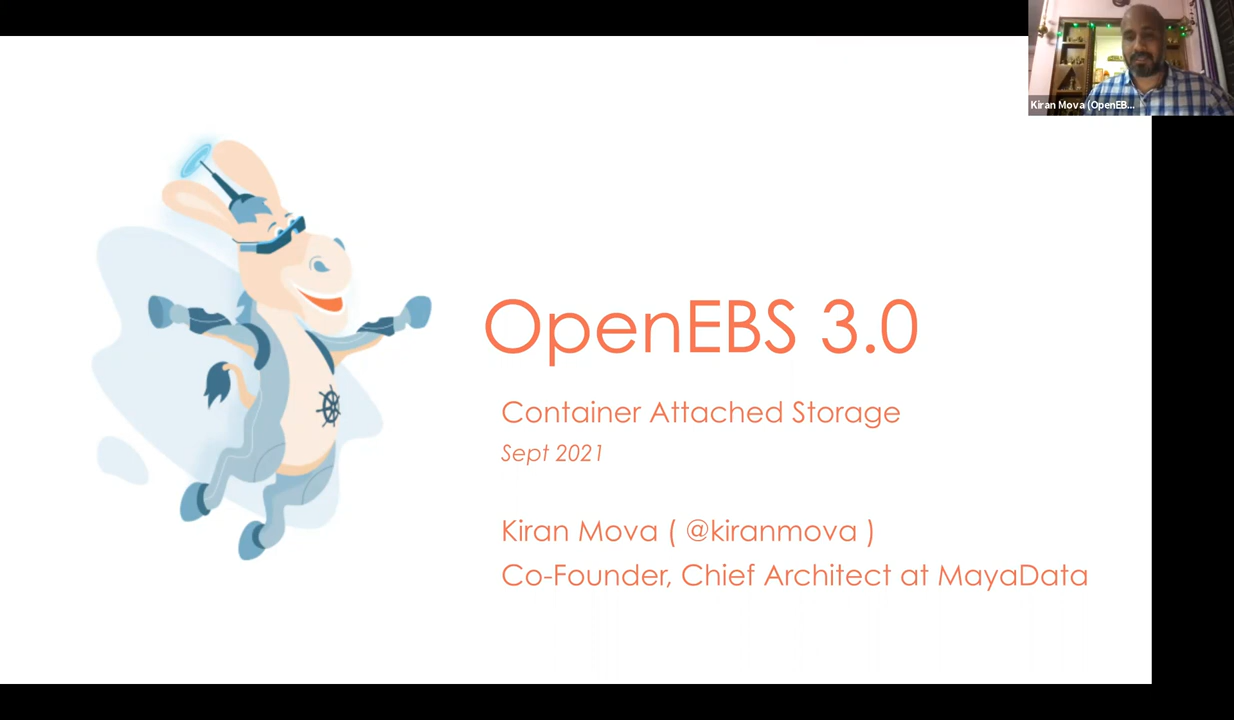 Kiran Mova (OpenEB...
OpenEBS 3.0
Container Attached Storage
Sept 2021
Kiran Mova ( @kiranmova )
Co-Founder, Chief Architect at MayaData